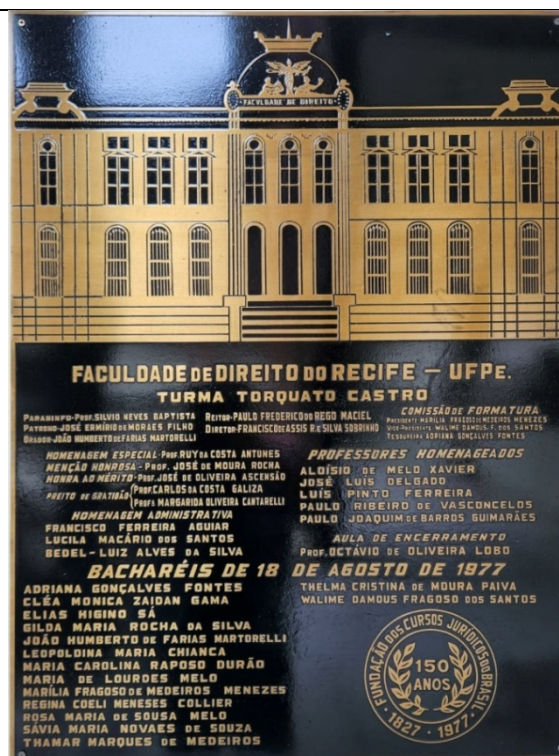 FACULDADE DE DIREITO
FACULDADE DE DIREITO DO RECIFE — UFPE.
TURMA TORQUATO CASTRO
PARANINFO-PROF. SILVIO NEVES BAPTISTA
PATRONO-JOSÉ ERMÍRIO DE MORAES FILHO
ORADOR-JOÃO HUMBERTO DE FARIAS MARTORELLI
REITOR-PAULO FREDERICO DO REGO MACIEL
DIRETOR-FRANCISCO DE ASSIS R. E SILVA SOBRINHO
COMISSÃO DE FORMATURA
PRESIDENTE MARILIA FRAGOSO DE MEDEIROS MENEZES
VICE-PRESIDENTE WALIME DAMOUS F. DOS SANTOS
TESOUREIRA ADRIANA GONÇALVES FONTES
HOMENAGEM ESPECIAL-PROF. RUY DA COSTA ANTUNES
MENÇÃO HONROSA-PROF. JOSÉ DE MOURA ROCHA
HONRA AO MÉRITO-PROF. JOSÉ DE OLIVEIRA ASCENSÃO
PREITO DE GRATIDÃO
PROF. CARLOS DA COSTA GALIZA
PROFª MARGARIDA OLIVEIRA CANTARELLI
HOMENAGEM ADMINISTRATIVA
FRANCISCO FERREIRA AGUIAR
LUCILA MACÁRIO DOS SANTOS
BEDEL-LUIZ ALVES DA SILVA
PROFESSORES HOMENAGEADOS
ALOÍSIO DE MELO XAVIER
JOSÉ LUÍS DELGADO
LUÍS PINTO FERREIRA
PAULO RIBEIRO DE VASCONCELOS
PAULO JOAQUIM DE BARROS GUIMARÃES
AULA DE ENCERRAMENTO
PROF. OCTÁVIO DE OLIVEIRA LOBO
BACHARÉIS DE 18 DE AGOSTO DE 1977
ADRIANA GONÇALVES FONTES
CLÉA MONICA ZAIDAN GAMA
ELIAS HIGINO SÁ
GILDA MARIA ROCHA DA SILVA
JOÃO HUMBERTO DE FARIAS MARTORELLI
LEOPOLDINA MARIA CHIANCA
MARIA CAROLINA RAPOSO DURÃO
MARIA DE LOURDES MELO
MARÍLIA FRAGOSO DE MEDEIROS MENEZES
REGINA COELI MENESES COLLIER
ROSA MARIA DE SOUSA MELO
SÁVIA MARIA NOVAES DE SOUZA
THAMAR MARQUES DE MEDEIROS
THELMA CRISTINA DE MOURA PAIVA
WALIME DAMOUS FRAGOSO DOS SANTOS
FUNDAÇÃO DOS CURSOS JURÍDICOS DO BRASIL
150
ANOS
1827 - 1977